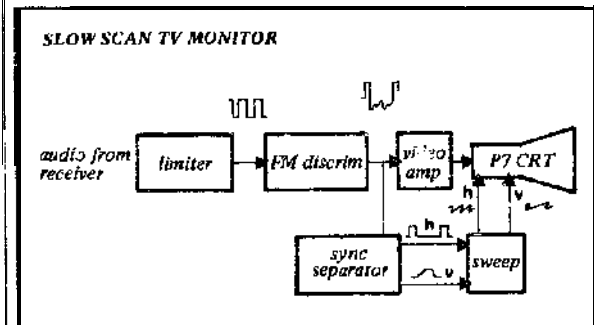 SLOW SCAN TV MONITOR
audio from
receiver
limiter
FM discrim
video
amp
P7 CRT
h
v
sync
separator
h
v
sweep